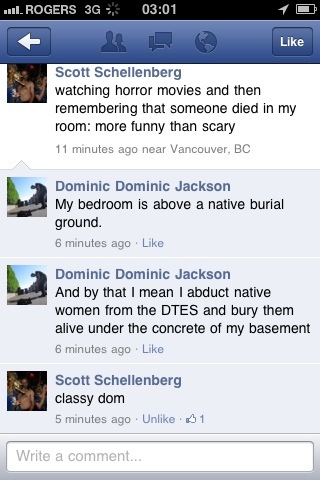 ROGERS 3G 03:01
Like
Scott Schellenberg
watching horror movies and then
remembering that someone died in my
room: more funny than scary
11 minutes ago near Vancouver, BC
Dominic Dominic Jackson
My bedroom is above a native burial
ground.
6 minutes ago · Like
Dominic Dominic Jackson
And by that I mean I abduct native
women from the DTES and bury them
alive under the concrete of my basement
6 minutes ago · Like
Scott Schellenberg
classy dom
5 minutes ago · Unlike · 1
Write a comment...